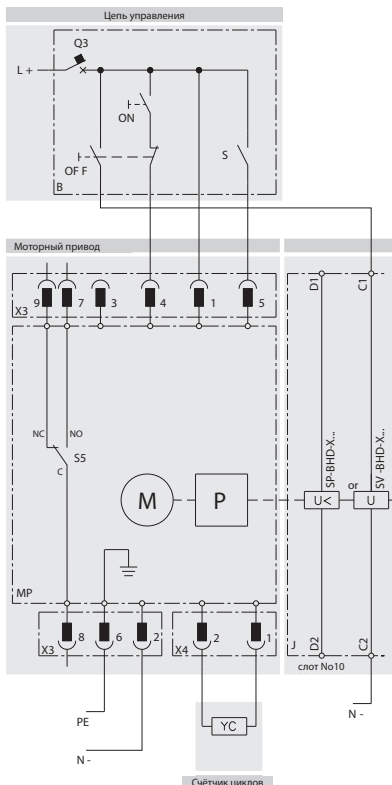 Цепь управления
Q3
L +
ON
OF F
S
B
Моторный привод
X3
9
7
3
4
1
5
D1
C1
NC
NO
S5
C
M
P
SP-BHD-X...
or
SV -BHD-X...
U<
U
MP
X3
8
6
2
X4
2
1
J
D2
C2
слот No10
PE
YC
N -
N -
Счётчик циклов